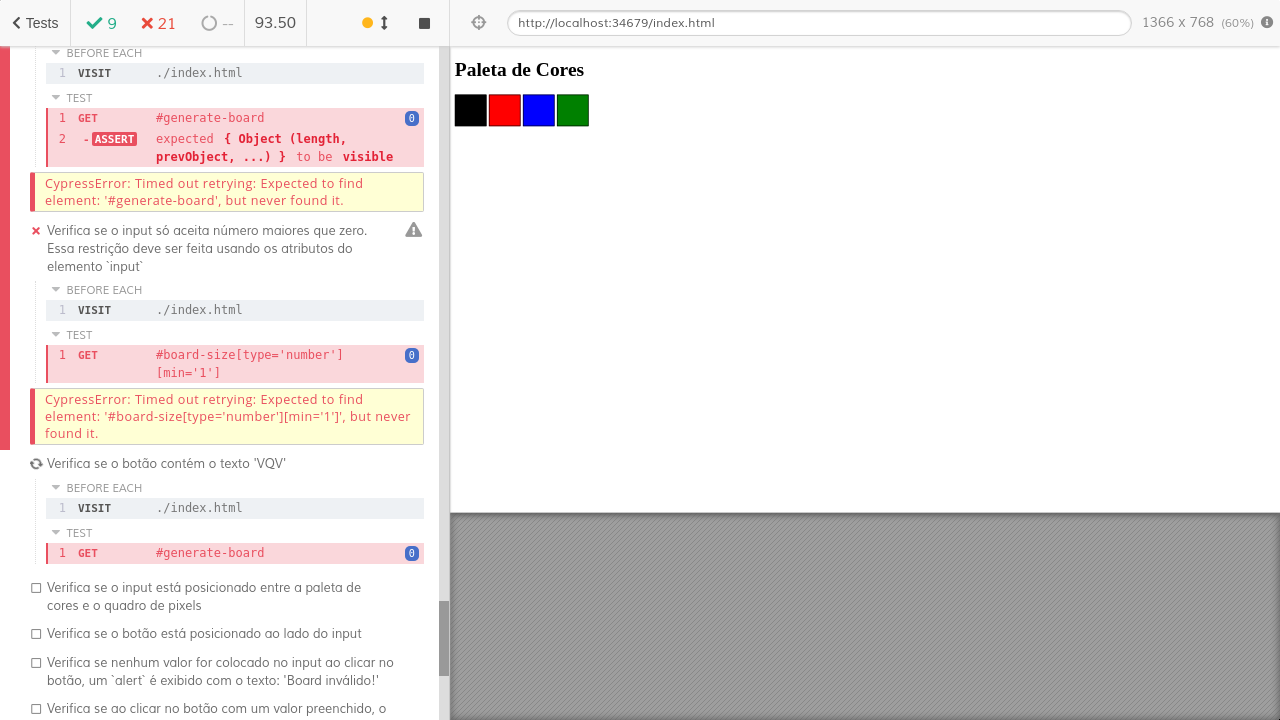 Tests 9 21 -- 93.50 http://localhost:34679/index.html 1366 x 768 (60%)
BEFORE EACH
1 VISIT ./index.html
TEST
1 GET #generate-board 0
2 - ASSERT expected { Object (length,
prevObject, ...) } to be visible
CypressError: Timed out retrying: Expected to find
element: '#generate-board', but never found it.
Verifica se o input só aceita número maiores que zero.
Essa restrição deve ser feita usando os atributos do
elemento `input`
BEFORE EACH
1 VISIT ./index.html
TEST
1 GET #board-size[type='number'] 0
[min='1']
CypressError: Timed out retrying: Expected to find
element: '#board-size[type='number'][min='1']', but never
found it.
Verifica se o botão contém o texto 'VQV'
BEFORE EACH
1 VISIT ./index.html
TEST
1 GET #generate-board 0
Verifica se o input está posicionado entre a paleta de
cores e o quadro de pixels
Verifica se o botão está posicionado ao lado do input
Verifica se nenhum valor for colocado no input ao clicar no
botão, um `alert` é exibido com o texto: 'Board inválido!'
Verifica se ao clicar no botão com um valor preenchido, o
Paleta de Cores